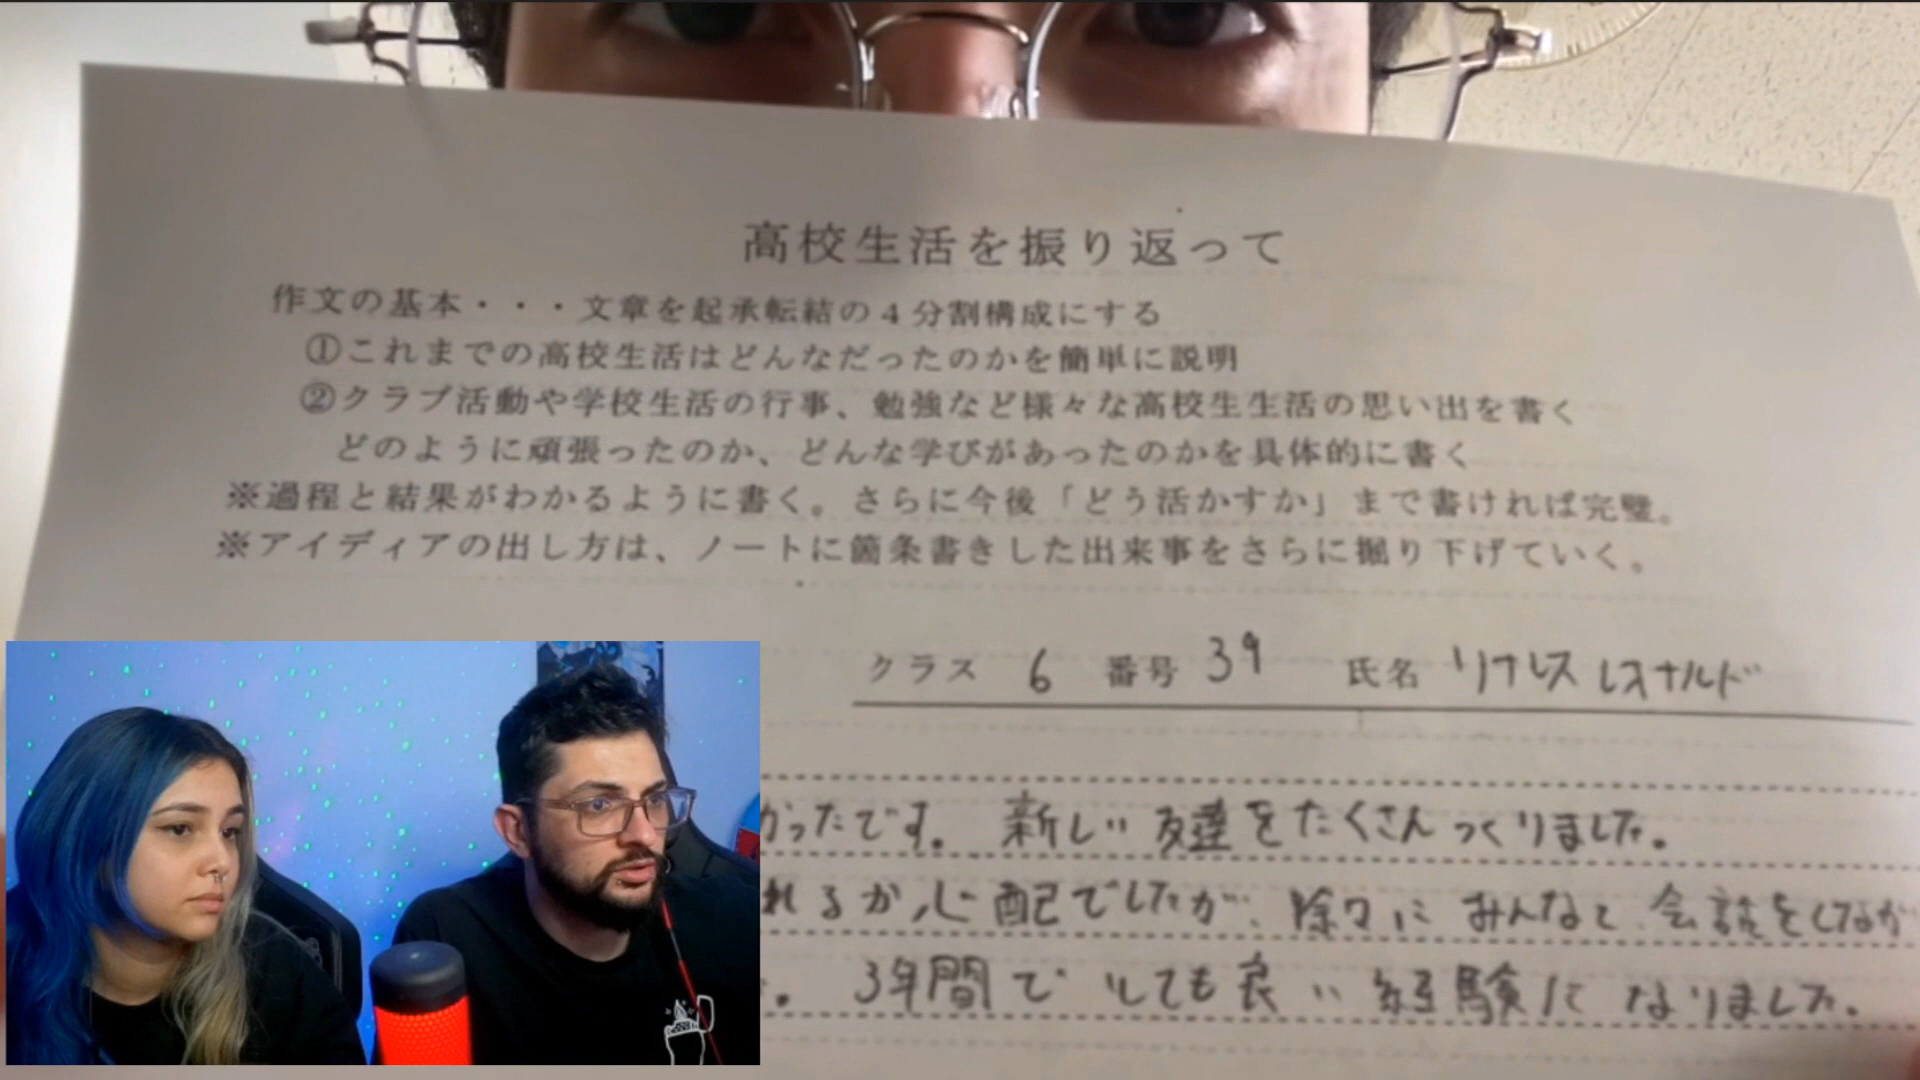 高校生活を振り返って
作文の基本・・・文章を起承転結の4分割構成にする
①これまでの高校生活はどんなだったのかを簡単に説明
②クラブ活動や学校生活の行事、勉強など様々な高校生生活の思い出を書く
どのように頑張ったのか、どんな学びがあったのかを具体的に書く
※過程と結果がわかるように書く。さらに今後「どう活かすか」まで書ければ完璧。
※アイディアの出し方は、ノートに箇条書きした出来事をさらに掘り下げていく。
クラス 6 番号 39 氏名 リナレス レスナルド
かったです。新しい友達をたくさんつくりました。
れるか心配でしたが、徐々にみんなと会話をしなが
。3年間でとても良い経験になりました。